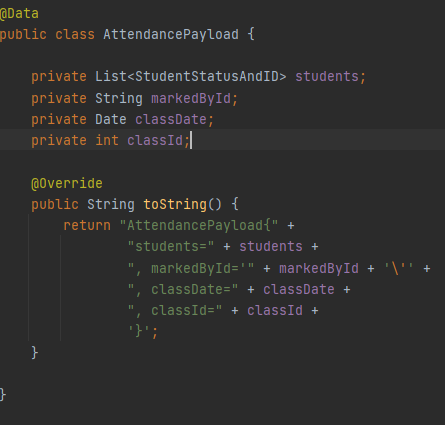 @Data
public class AttendancePayload {
private List<StudentStatusAndID> students;
private String markedById;
private Date classDate;
private int classId;
@Override
public String toString() {
return "AttendancePayload{" +
"students=" + students +
", markedById='" + markedById + '\'' +
", classDate=" + classDate +
", classId=" + classId +
'}';
}
}